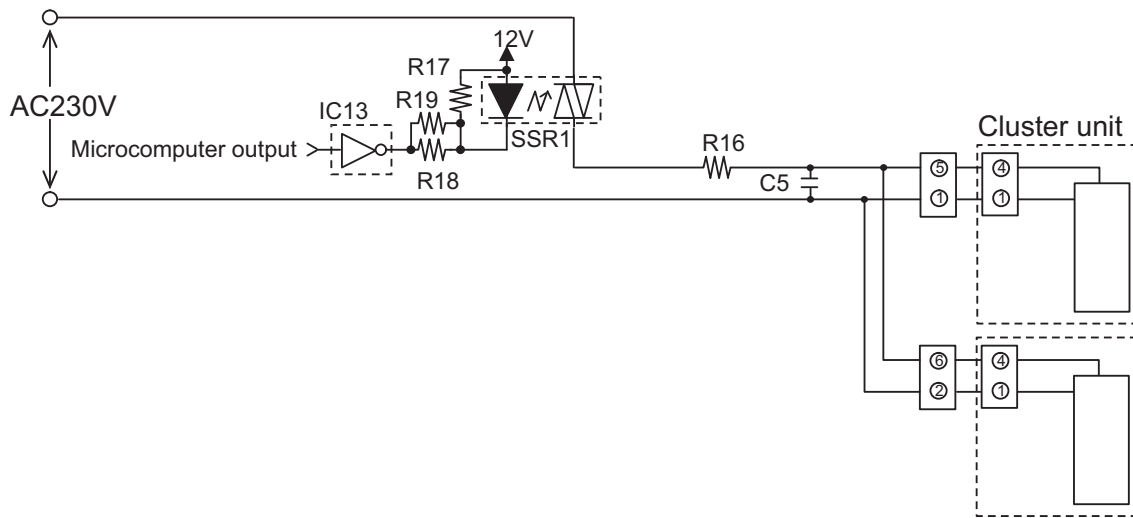 12V
R17
AC230V
IC13
R19
SSR1
Microcomputer output
R18
R16
C5
Cluster unit
⑤ ④
① ①
⑥ ④
② ①